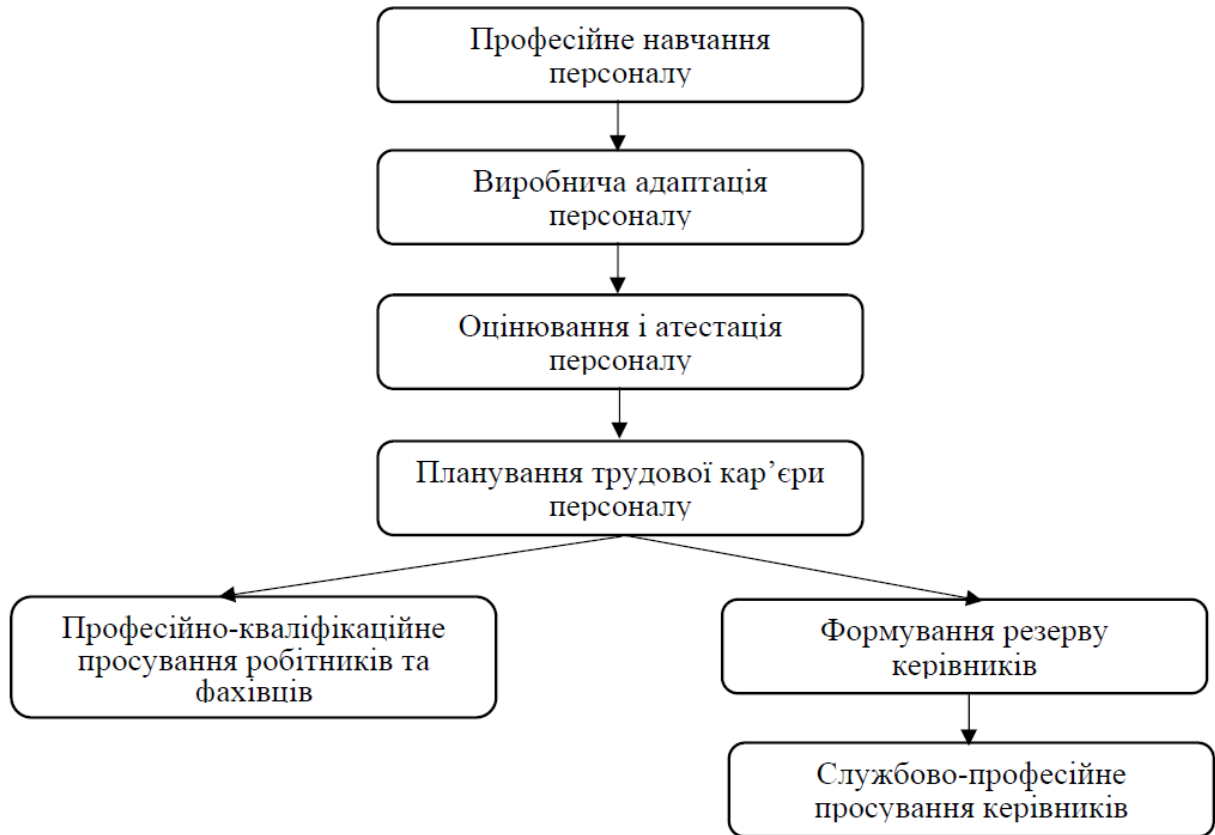 Професійне навчання
персоналу
Виробнича адаптація
персоналу
Оцінювання і атестація
персоналу
Планування трудової кар’єри
персоналу
Професійно-кваліфікаційне
просування робітників та
фахівців
Формування резерву
керівників
Службово-професійне
просування керівників